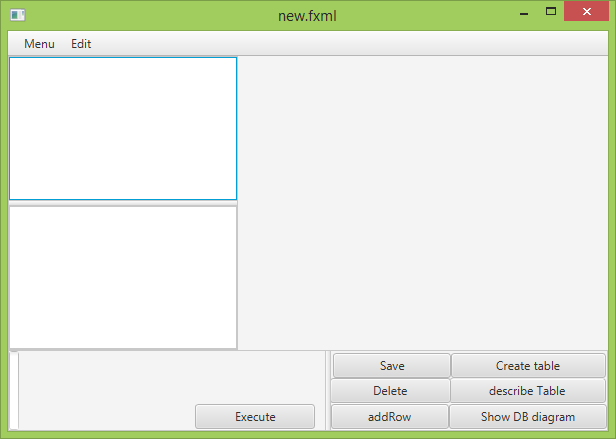 new.fxml
Menu Edit
Save Create table
Delete describe Table
Execute addRow Show DB diagram